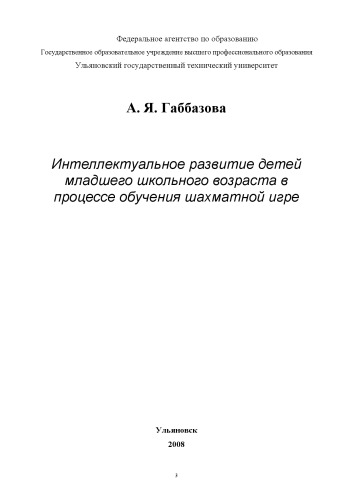 Федеральное агентство по образованию
Государственное образовательное учреждение высшего профессионального образования
Ульяновский государственный технический университет
А. Я. Габбазова
Интеллектуальное развитие детей
младшего школьного возраста в
процессе обучения шахматной игре
Ульяновск
2008
3